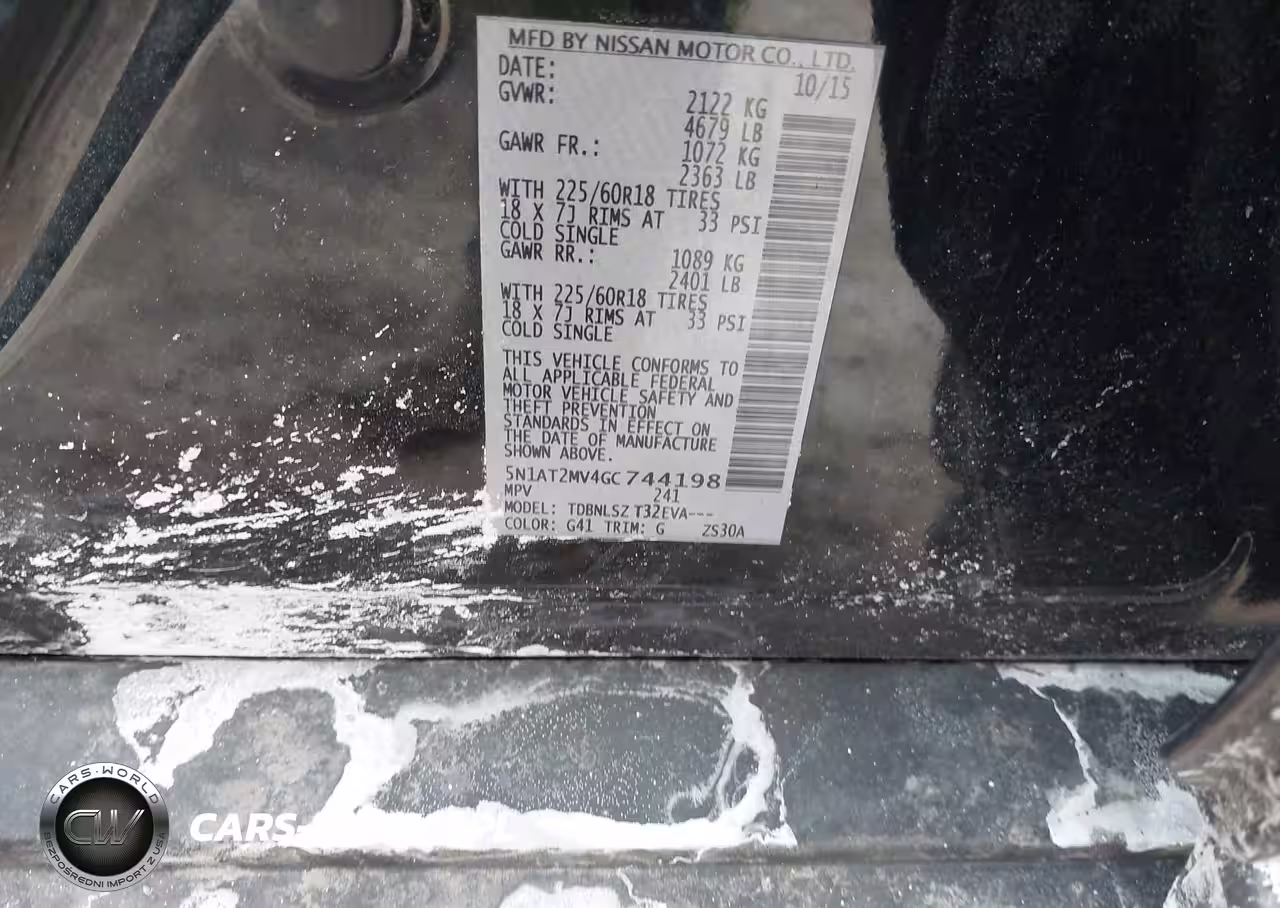 MFD BY NISSAN MOTOR CO., LTD.
DATE: 10/15
GVWR: 2122 KG
4679 LB
GAWR FR.: 1072 KG
2363 LB
WITH 225/60R18 TIRES
18 X 7J RIMS AT 33 PSI
COLD SINGLE
GAWR RR.: 1089 KG
2401 LB
WITH 225/60R18 TIRES
18 X 7J RIMS AT 33 PSI
COLD SINGLE
THIS VEHICLE CONFORMS TO
ALL APPLICABLE FEDERAL
MOTOR VEHICLE SAFETY AND
THEFT PREVENTION
STANDARDS IN EFFECT ON
THE DATE OF MANUFACTURE
SHOWN ABOVE.
5N1AT2MV4GC744198
MPV 241
MODEL: TDBNLSZ T32EVA---
COLOR: G41 TRIM: G ZS30A
CARS-WORLD
CW
BEZPOŚREDNI IMPORT Z USA
CARS-